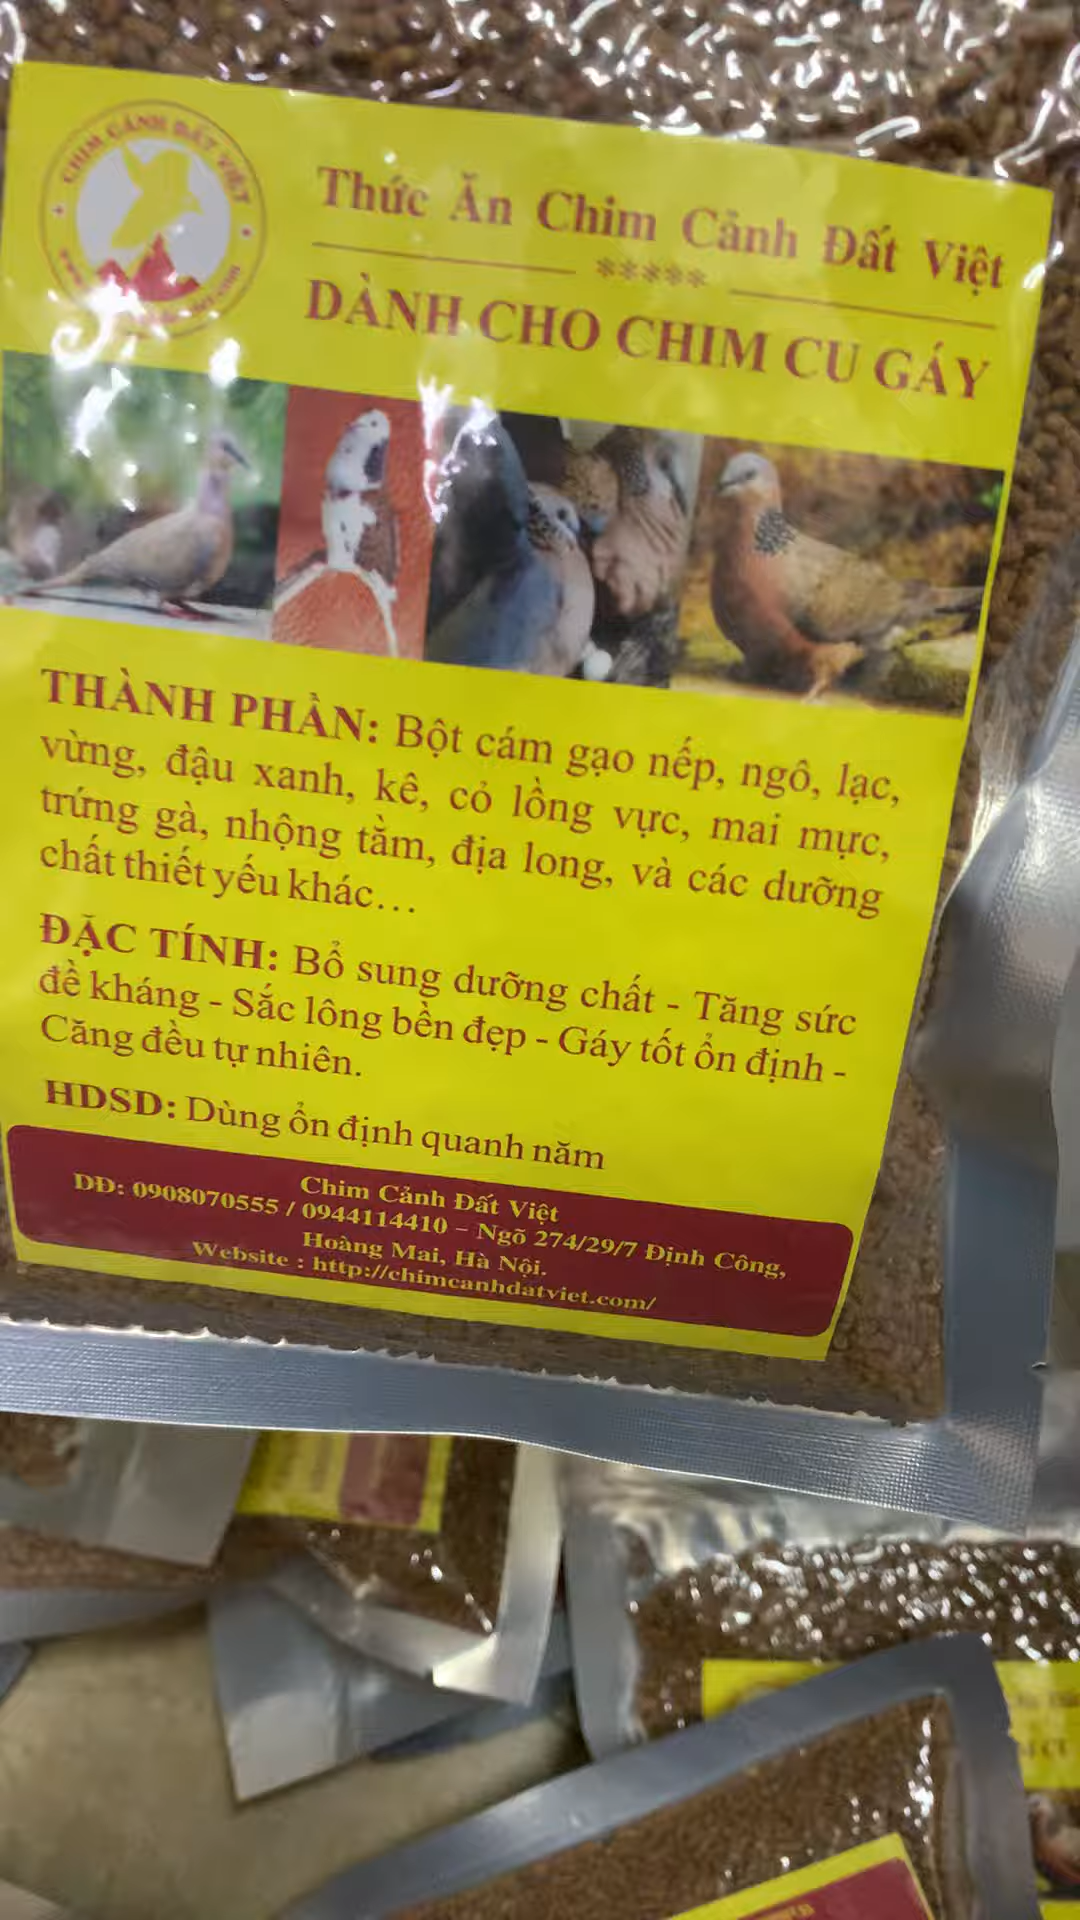 CHIM CẢNH ĐẤT VIỆT
Thức Ăn Chim Cảnh Đất Việt
*****
DÀNH CHO CHIM CU GÁY
THÀNH PHẦN: Bột cám gạo nếp, ngô, lạc,
vừng, đậu xanh, kê, cỏ lồng vực, mai mực,
trứng gà, nhộng tằm, địa long, và các dưỡng
chất thiết yếu khác...
ĐẶC TÍNH: Bổ sung dưỡng chất - Tăng sức
đề kháng - Sắc lông bền đẹp - Gáy tốt ổn định -
Căng đều tự nhiên.
HDSD: Dùng ổn định quanh năm
Chim Cảnh Đất Việt
DĐ: 0908070555 / 0944114410 – Ngõ 274/29/7 Định Công,
Hoàng Mai, Hà Nội.
Website : http://chimcanhdatviet.com/